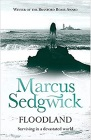 WINNER OF THE BRANFORD BOASE AWARD
Marcus
Sedgwick
FLOODLAND
Surviving in a devastated world